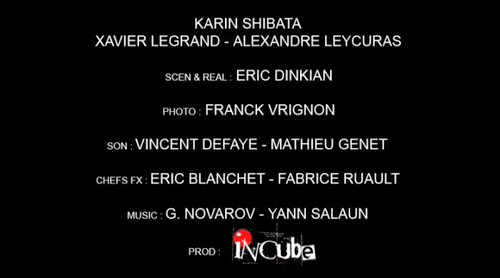 KARIN SHIBATA
XAVIER LEGRAND - ALEXANDRE LEYCURAS
SCEN & REAL : ERIC DINKIAN
PHOTO : FRANCK VRIGNON
SON : VINCENT DEFAYE - MATHIEU GENET
CHEFS FX : ERIC BLANCHET - FABRICE RUAULT
MUSIC : G. NOVAROV - YANN SALAUN
PROD : iNCübe